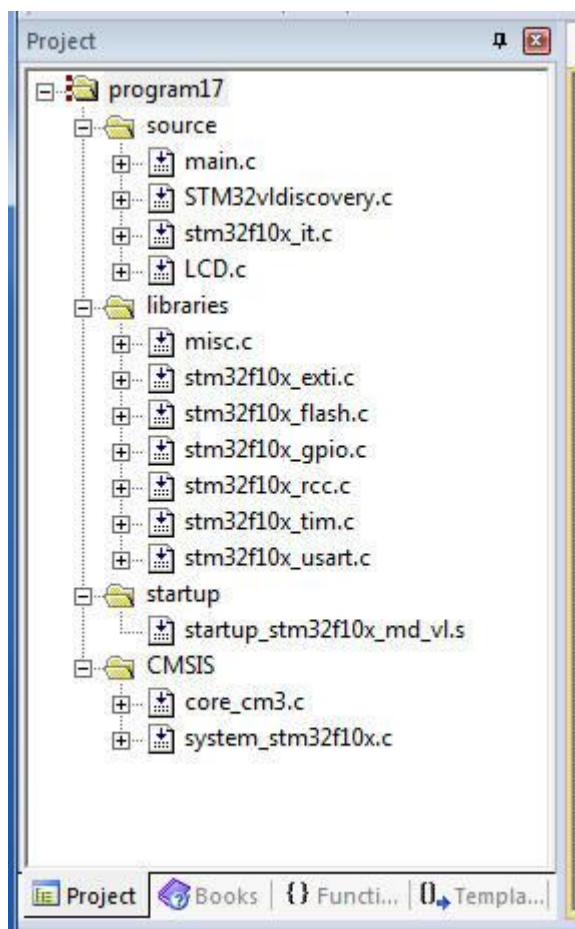 Project
program17
source
main.c
STM32vldiscovery.c
stm32f10x_it.c
LCD.c
libraries
misc.c
stm32f10x_exti.c
stm32f10x_flash.c
stm32f10x_gpio.c
stm32f10x_rcc.c
stm32f10x_tim.c
stm32f10x_usart.c
startup
startup_stm32f10x_md_vl.s
CMSIS
core_cm3.c
system_stm32f10x.c
Project Books {} Functi... 0 Templa...